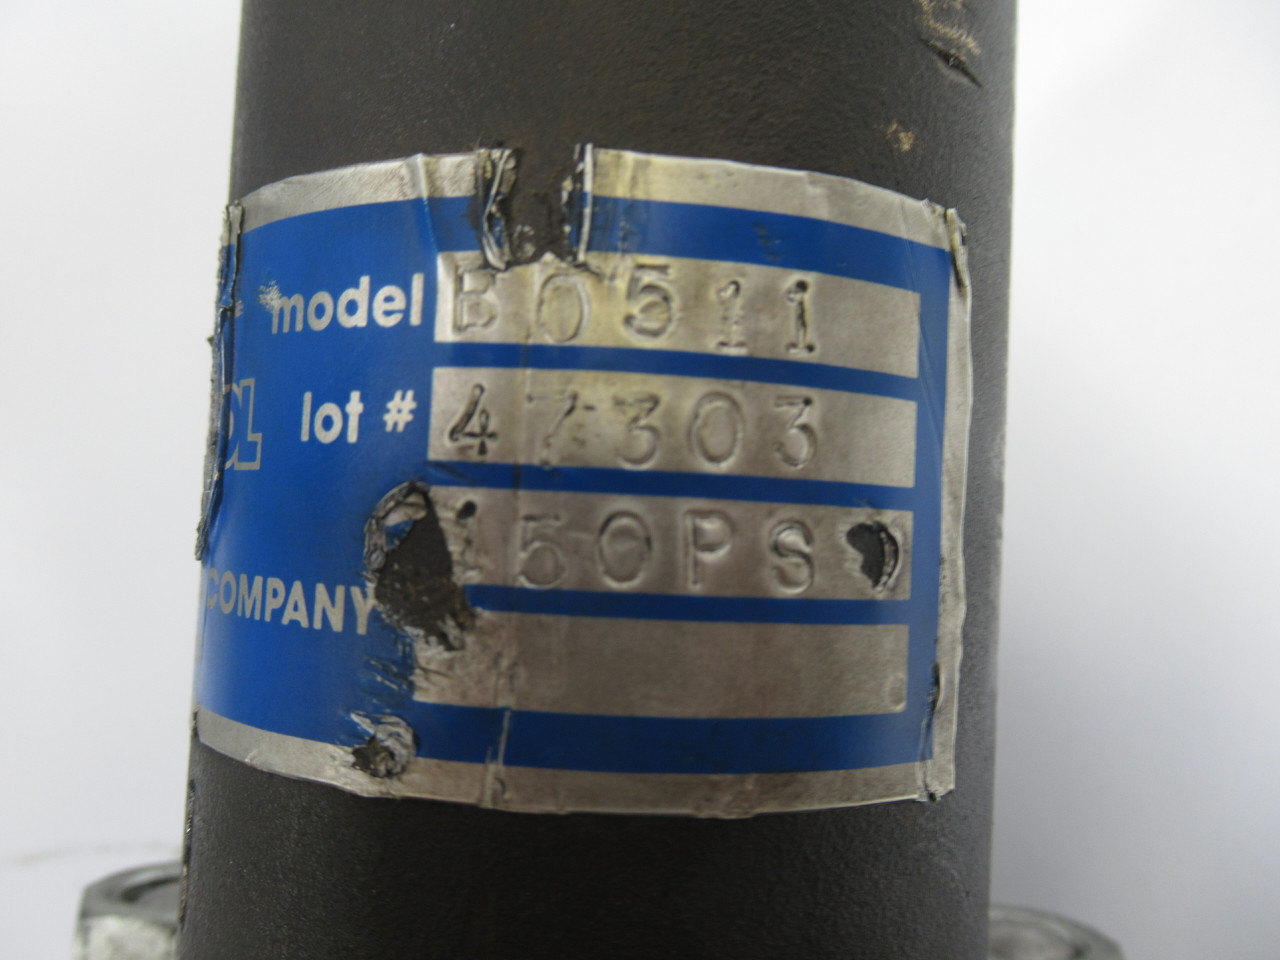 model B0511
lot # 47303
150PS
COMPANY